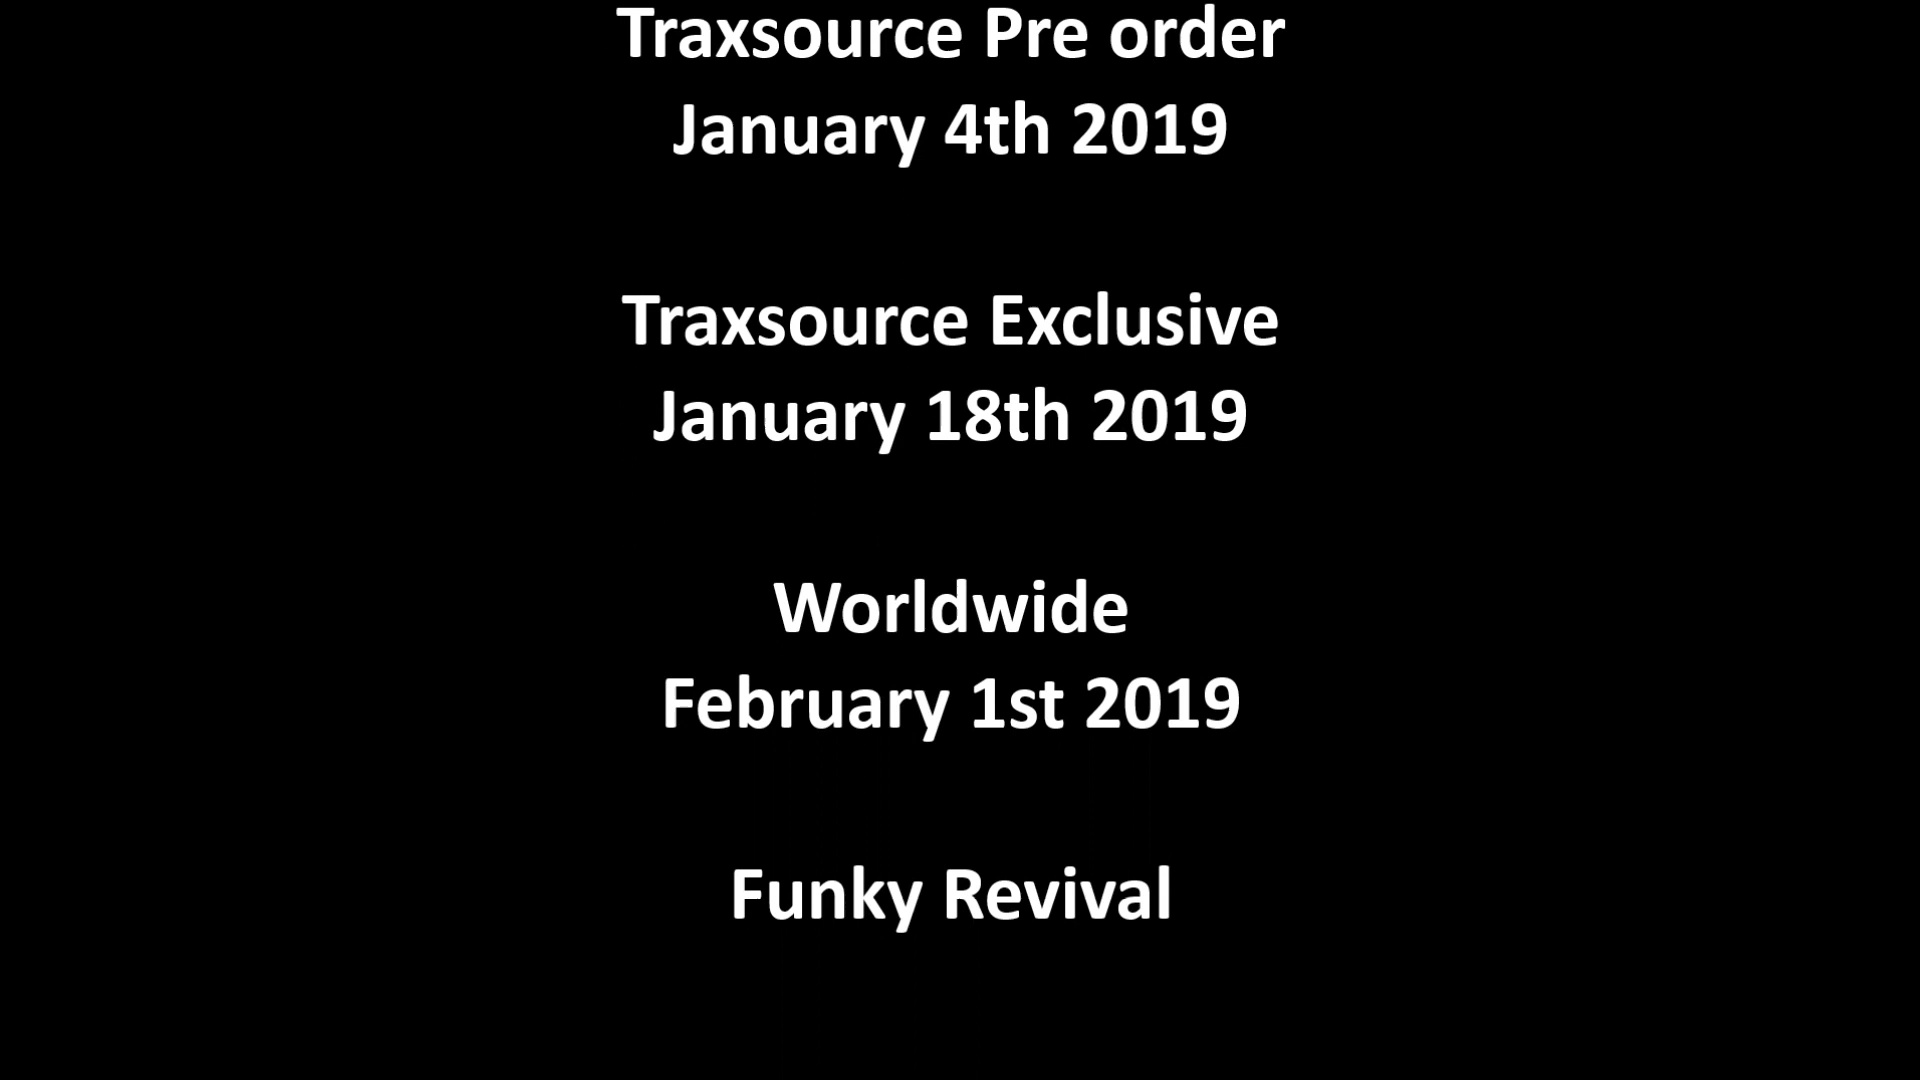 Traxsource Pre order
January 4th 2019
Traxsource Exclusive
January 18th 2019
Worldwide
February 1st 2019
Funky Revival